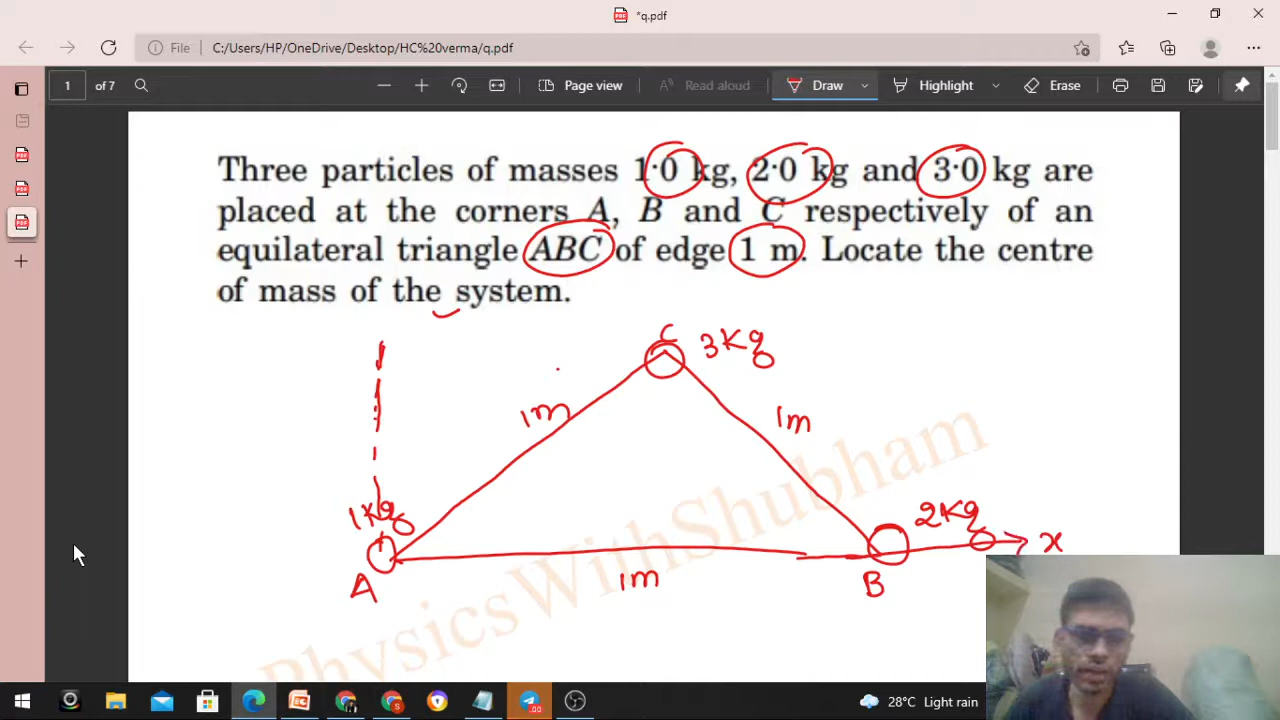 *q.pdf
File C:/Users/HP/OneDrive/Desktop/HC%20verma/q.pdf
1 of 7 Page view Read aloud Draw Highlight Erase
Three particles of masses 1·0 kg, 2·0 kg and 3·0 kg are
placed at the corners A, B and C respectively of an
equilateral triangle ABC of edge 1 m. Locate the centre
of mass of the system.
C 3Kg
1m 1m
1Kg 2Kg
x
A 1m B
PhysicsWithShubham
28°C Light rain